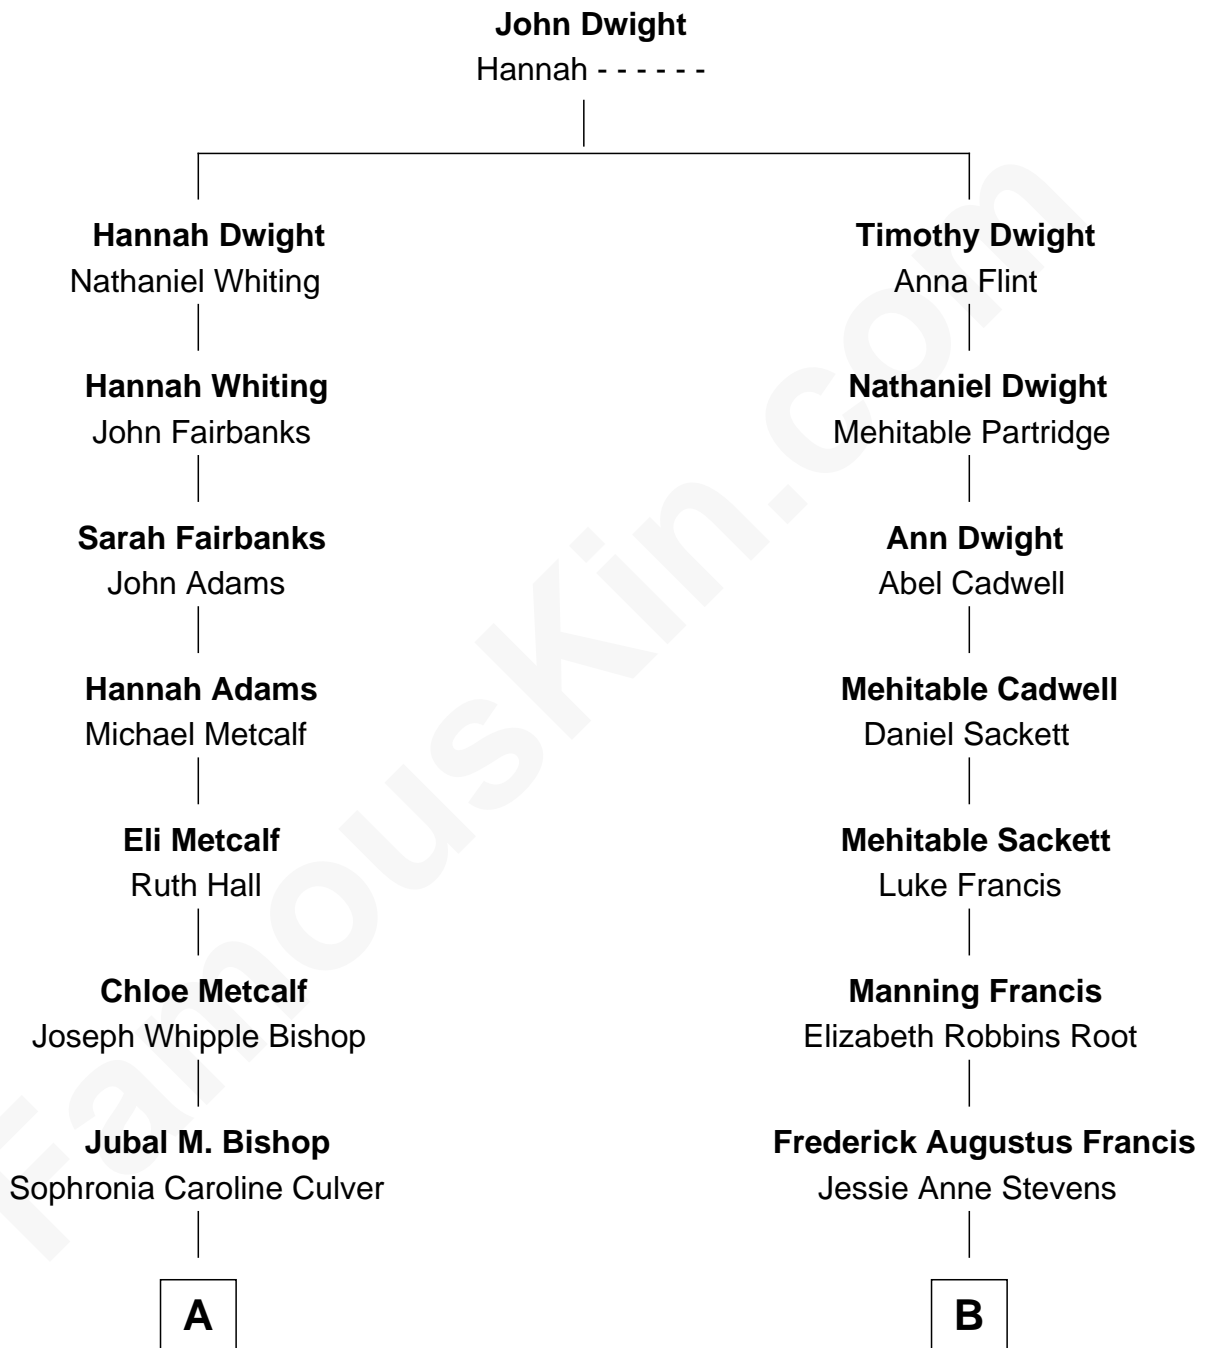 John Dwight
Hannah - - - - - -
Hannah Dwight
Nathaniel Whiting
Timothy Dwight
Anna Flint
Hannah Whiting
John Fairbanks
Nathaniel Dwight
Mehitable Partridge
Sarah Fairbanks
John Adams
Ann Dwight
Abel Cadwell
Hannah Adams
Michael Metcalf
Mehitable Cadwell
Daniel Sackett
Eli Metcalf
Ruth Hall
Mehitable Sackett
Luke Francis
Chloe Metcalf
Joseph Whipple Bishop
Manning Francis
Elizabeth Robbins Root
Jubal M. Bishop
Sophronia Caroline Culver
Frederick Augustus Francis
Jessie Anne Stevens
A
B
FamousKin.com